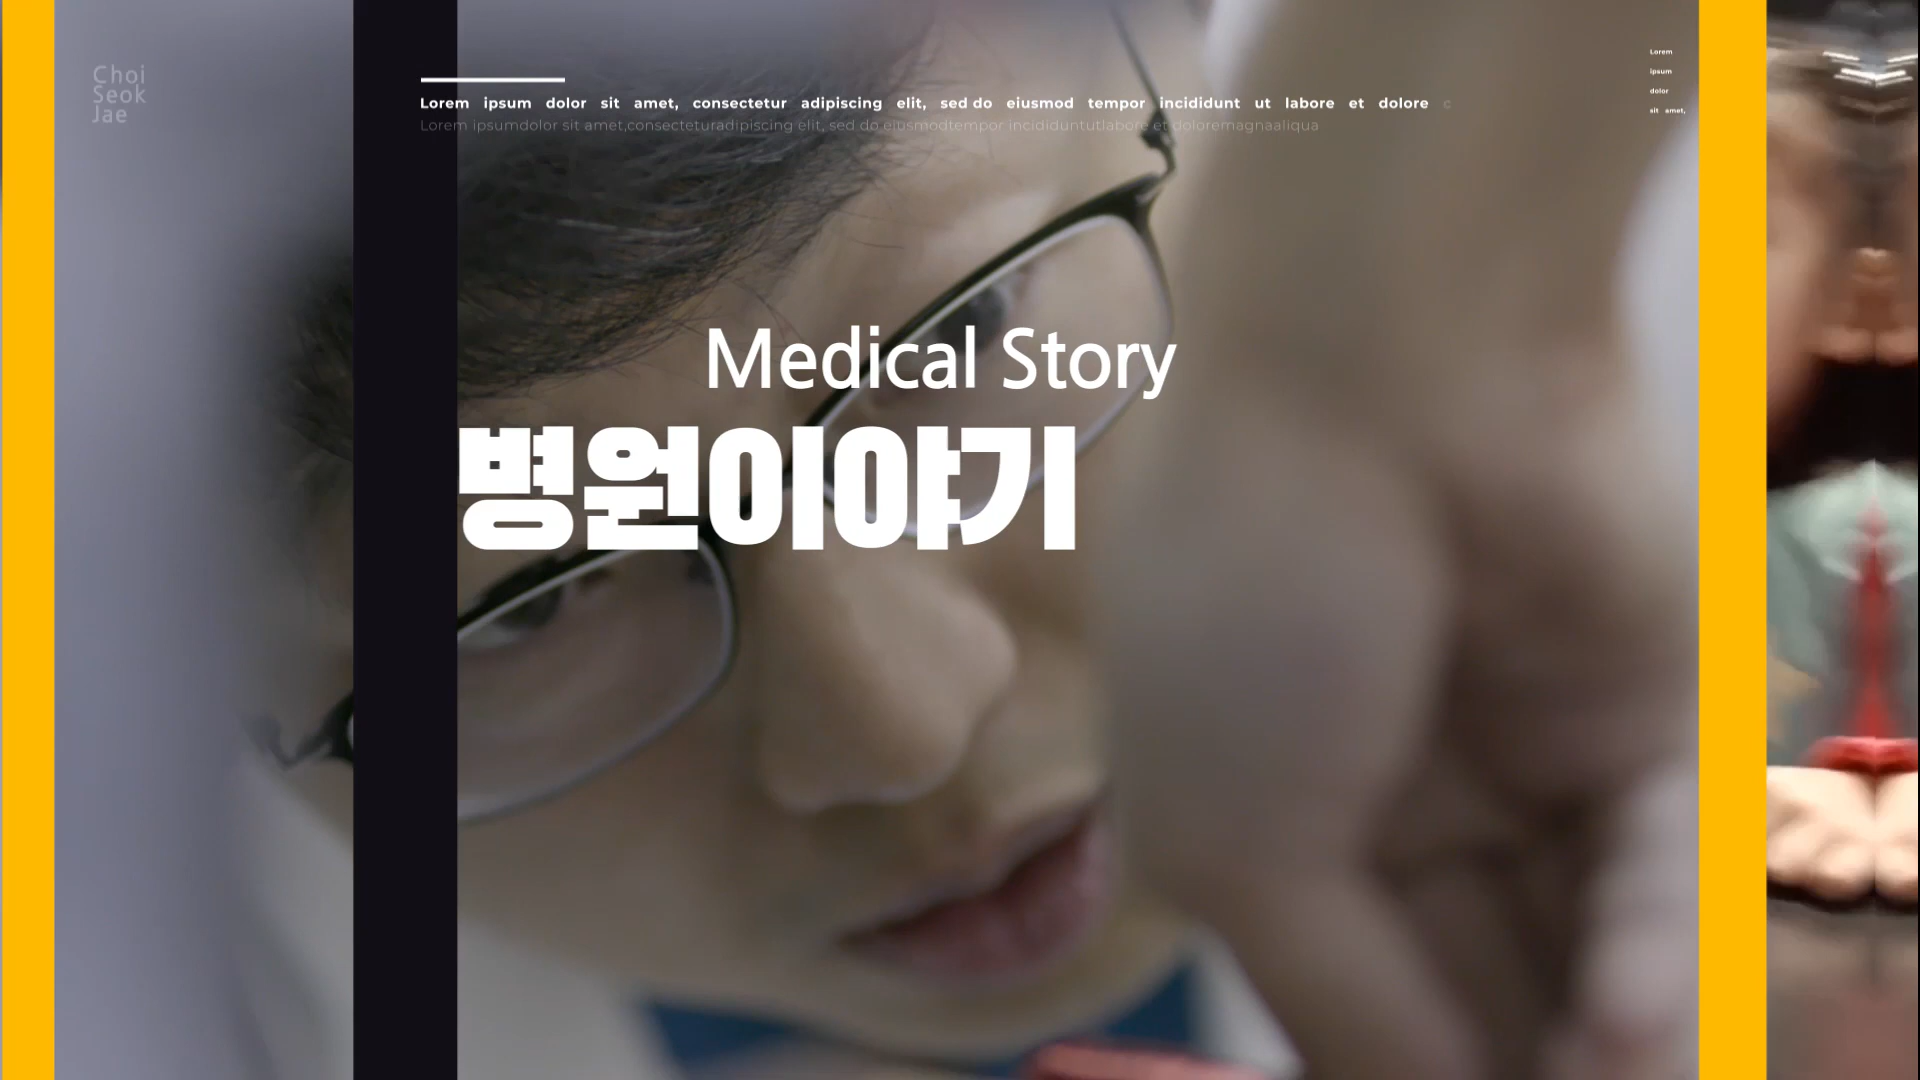 Choi
Seok
Jae
Lorem ipsum dolor sit amet, consectetur adipiscing elit, sed do eiusmod tempor incididunt ut labore et dolore c
Lorem ipsumdolor sit amet,consecteturadipiscing elit, sed do eiusmodtempor incididuntutlabore et doloremagnaaliqua
Lorem
ipsum
dolor
sit amet,
Medical Story
병원이야기